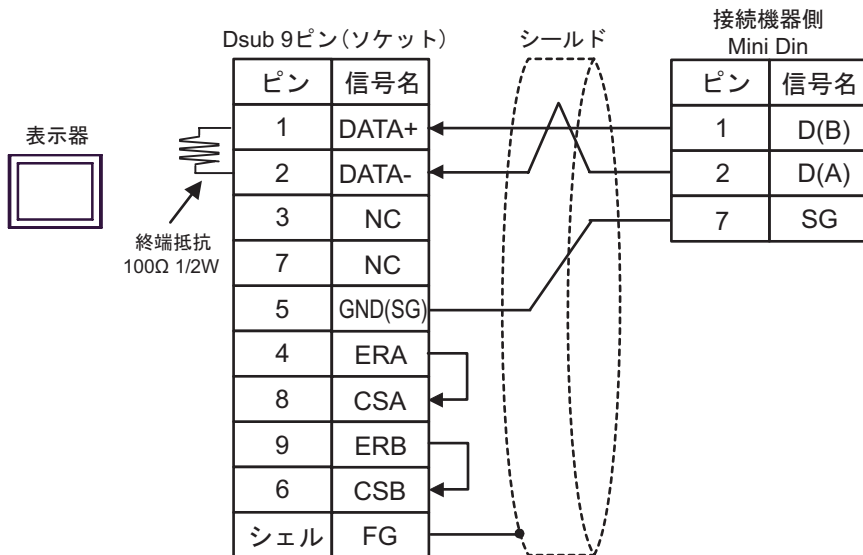 Dsub 9ピン(ソケット)
シールド
接続機器側
Mini Din
表示器
終端抵抗
100Ω 1/2W
ピン 信号名
1 DATA+
2 DATA-
3 NC
7 NC
5 GND(SG)
4 ERA
8 CSA
9 ERB
6 CSB
シェル FG
ピン 信号名
1 D(B)
2 D(A)
7 SG